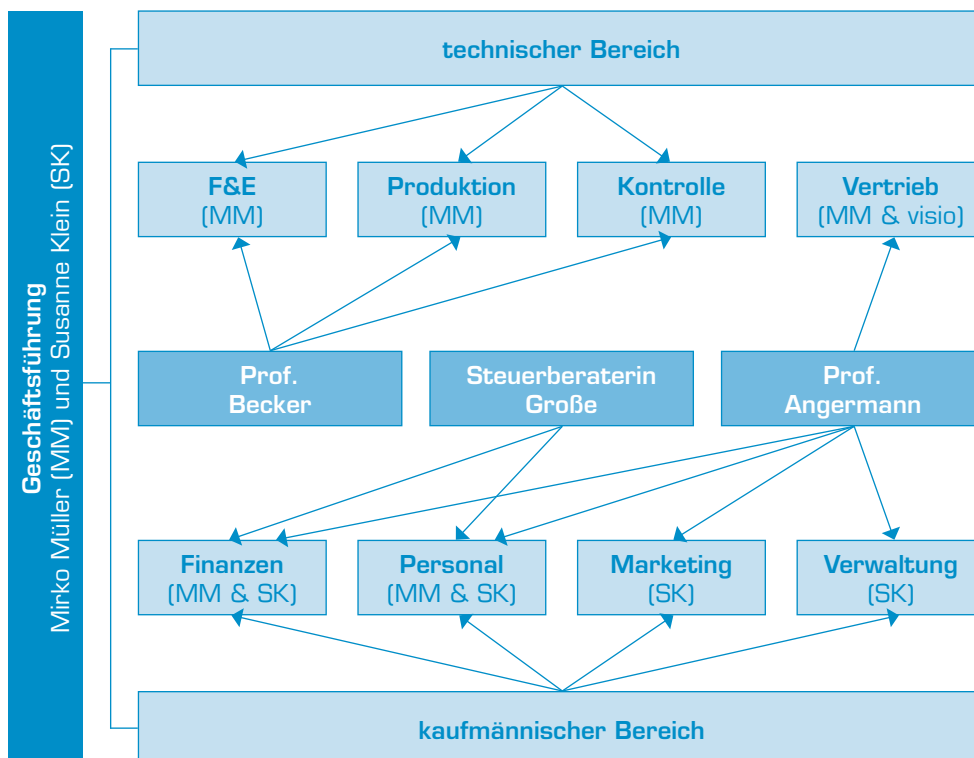 Geschäftsführung
Mirko Müller (MM) und Susanne Klein (SK)
technischer Bereich
F&E
(MM)
Produktion
(MM)
Kontrolle
(MM)
Vertrieb
(MM & visio)
Prof.
Becker
Steuerberaterin
Große
Prof.
Angermann
Finanzen
(MM & SK)
Personal
(MM & SK)
Marketing
(SK)
Verwaltung
(SK)
kaufmännischer Bereich